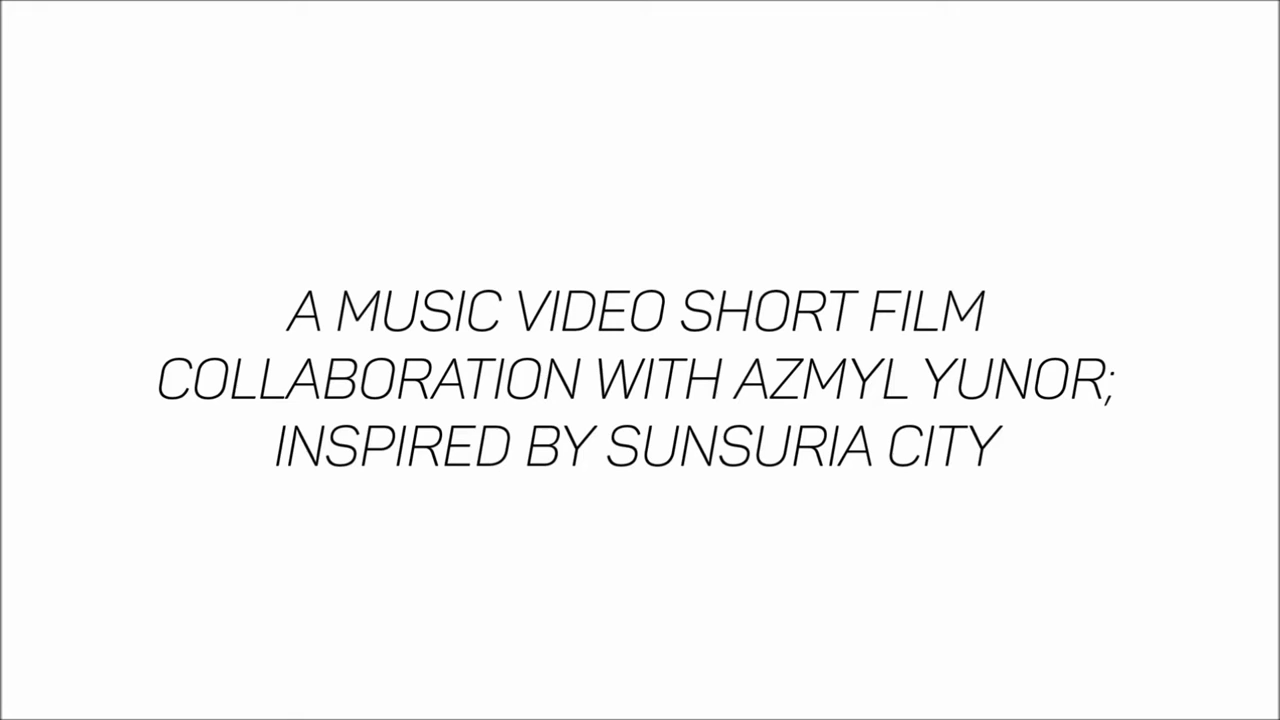 A MUSIC VIDEO SHORT FILM
COLLABORATION WITH AZMYL YUNOR;
INSPIRED BY SUNSURIA CITY